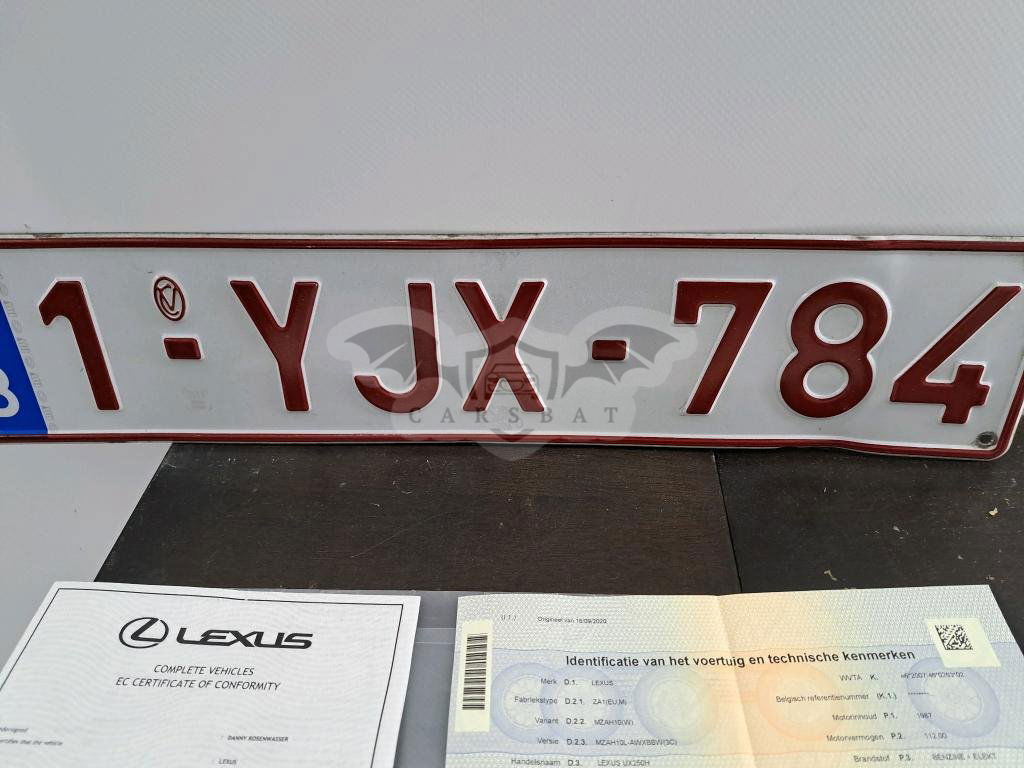 1-YJX-784
B
CARSBAT
LEXUS
COMPLETE VEHICLES
EC CERTIFICATE OF CONFORMITY
: DANNY ROSENWASSER
: LEXUS
Origineel van 16/09/2020
Identificatie van het voertuig en technische kenmerken
Merk D.1. LEXUS
WVTA K.
Fabriekstype D.2.1. ZA1(EU,M)
Belgisch referentienummer (K.1.) ********
Variant D.2.2. MZAH10(W)
Motorinhoud P.1. 1987
Versie D.2.3. MZAH10L-AWXBBW(3C)
Motorvermogen P.2. 112.00
Handelsnaam D.3. LEXUS UX250H
Brandstof P.3. BENZINE + ELEKT